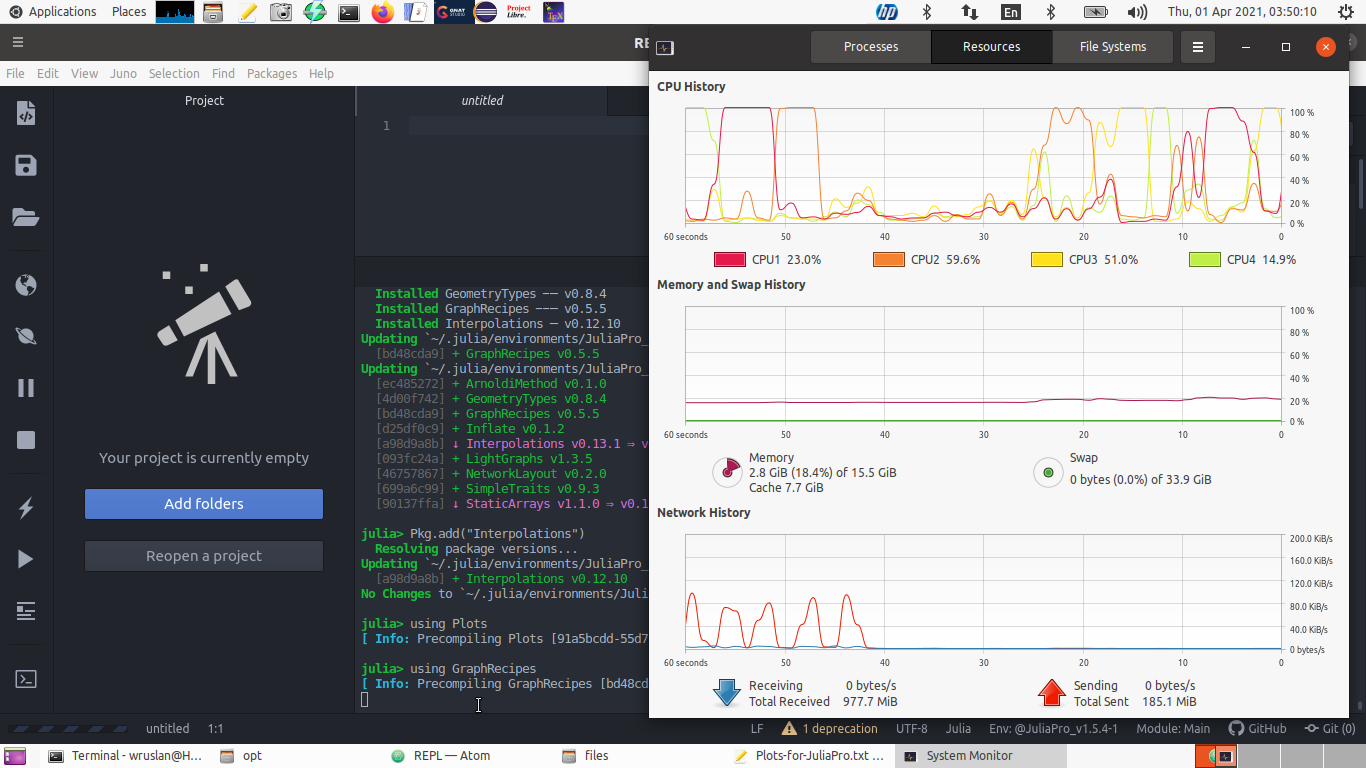 Applications Places
GNAT STUDIO
Project Libre.
TeX
hp
En
Thu, 01 Apr 2021, 03:50:10
RE
File Edit View Juno Selection Find Packages Help
Project
untitled
1
Your project is currently empty
Add folders
Reopen a project
Installed GeometryTypes ── v0.8.4
Installed GraphRecipes ─── v0.5.5
Installed Interpolations ─ v0.12.10
Updating `~/.julia/environments/JuliaPro_
[bd48cda9] + GraphRecipes v0.5.5
Updating `~/.julia/environments/JuliaPro_
[ec485272] + ArnoldiMethod v0.1.0
[4d00f742] + GeometryTypes v0.8.4
[bd48cda9] + GraphRecipes v0.5.5
[d25df0c9] + Inflate v0.1.2
[a98d9a8b] ↓ Interpolations v0.13.1 ⇒ v
[093fc24a] + LightGraphs v1.3.5
[46757867] + NetworkLayout v0.2.0
[699a6c99] + SimpleTraits v0.9.3
[90137ffa] ↓ StaticArrays v1.1.0 ⇒ v0.1
julia> Pkg.add("Interpolations")
Resolving package versions...
Updating `~/.julia/environments/JuliaPro_
[a98d9a8b] + Interpolations v0.12.10
No Changes to `~/.julia/environments/Juli
julia> using Plots
[ Info: Precompiling Plots [91a5bcdd-55d7
julia> using GraphRecipes
[ Info: Precompiling GraphRecipes [bd48cd
Processes Resources File Systems
CPU History
100 %
80 %
60 %
40 %
20 %
0 %
60 seconds 50 40 30 20 10 0
CPU1 23.0% CPU2 59.6% CPU3 51.0% CPU4 14.9%
Memory and Swap History
100 %
80 %
60 %
40 %
20 %
0 %
60 seconds 50 40 30 20 10 0
Memory
2.8 GiB (18.4%) of 15.5 GiB
Cache 7.7 GiB
Swap
0 bytes (0.0%) of 33.9 GiB
Network History
200.0 KiB/s
160.0 KiB/s
120.0 KiB/s
80.0 KiB/s
40.0 KiB/s
0 bytes/s
60 seconds 50 40 30 20 10 0
Receiving 0 bytes/s
Total Received 977.7 MiB
Sending 0 bytes/s
Total Sent 185.1 MiB
untitled 1:1 LF 1 deprecation UTF-8 Julia Env: @JuliaPro_v1.5.4-1 Module: Main GitHub Git (0)
Terminal - wruslan@H... opt REPL — Atom files Plots-for-JuliaPro.txt ... System Monitor